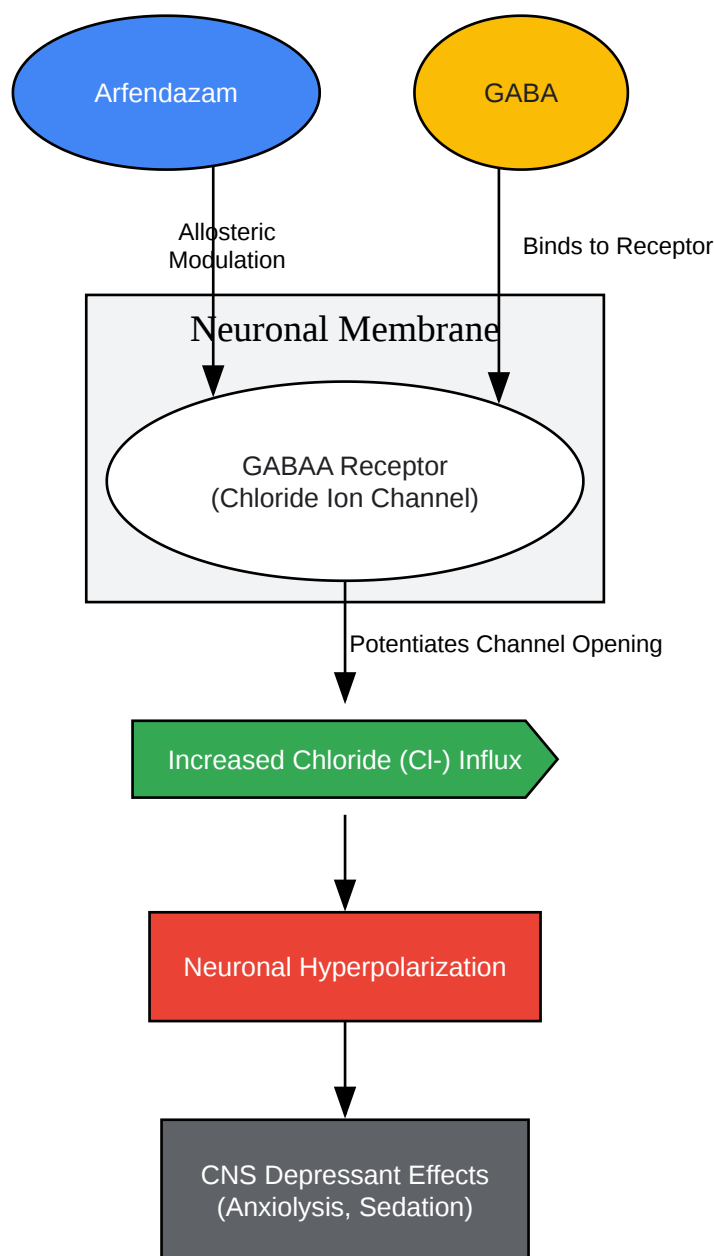 Arfendazam
GABA
Allosteric
Modulation
Binds to Receptor
Neuronal Membrane
GABAA Receptor
(Chloride Ion Channel)
Potentiates Channel Opening
Increased Chloride (Cl-) Influx
Neuronal Hyperpolarization
CNS Depressant Effects
(Anxiolysis, Sedation)